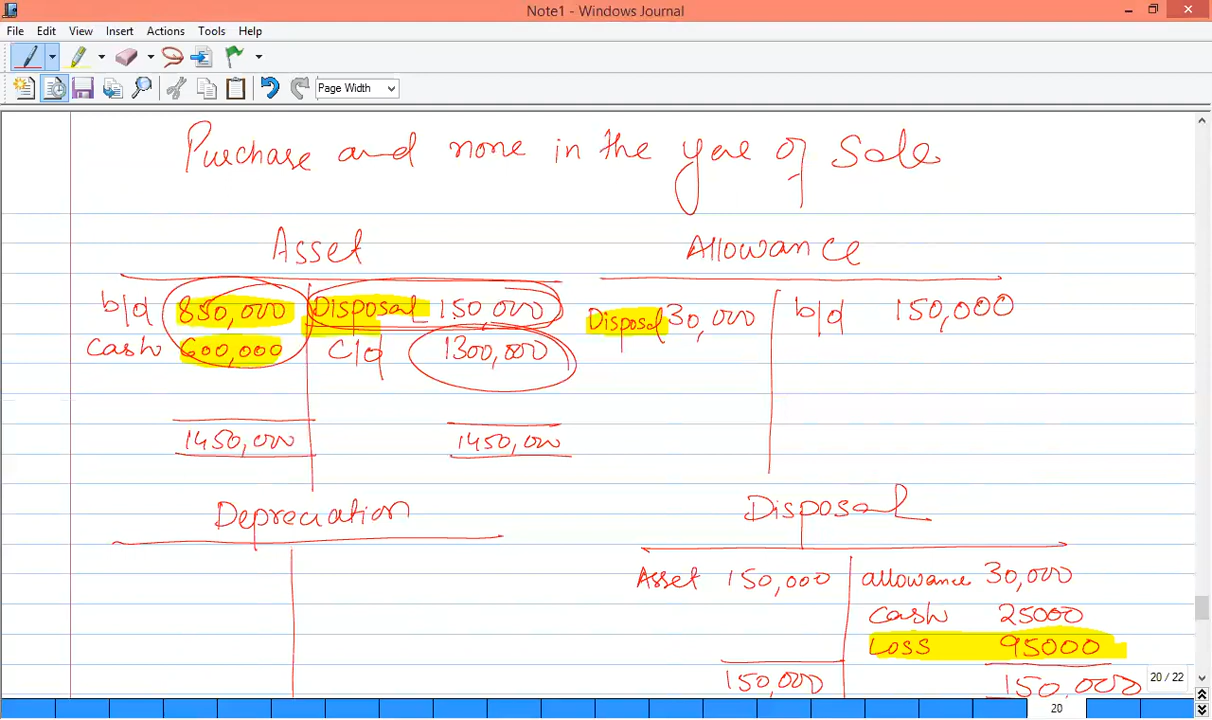 Note1 - Windows Journal
File Edit View Insert Actions Tools Help
Page Width
Purchase and none in the year of Sale
Asset
b/d 850,000 Disposal 150,000
Cash 600,000 c/d 1300,000
1450,000 1450,000
Allowance
Disposal 30,000 b/d 150,000
Depreciation
Disposal
Asset 150,000 allowance 30,000
Cash 25000
Loss 95000
150,000 150,000
20 / 22
20